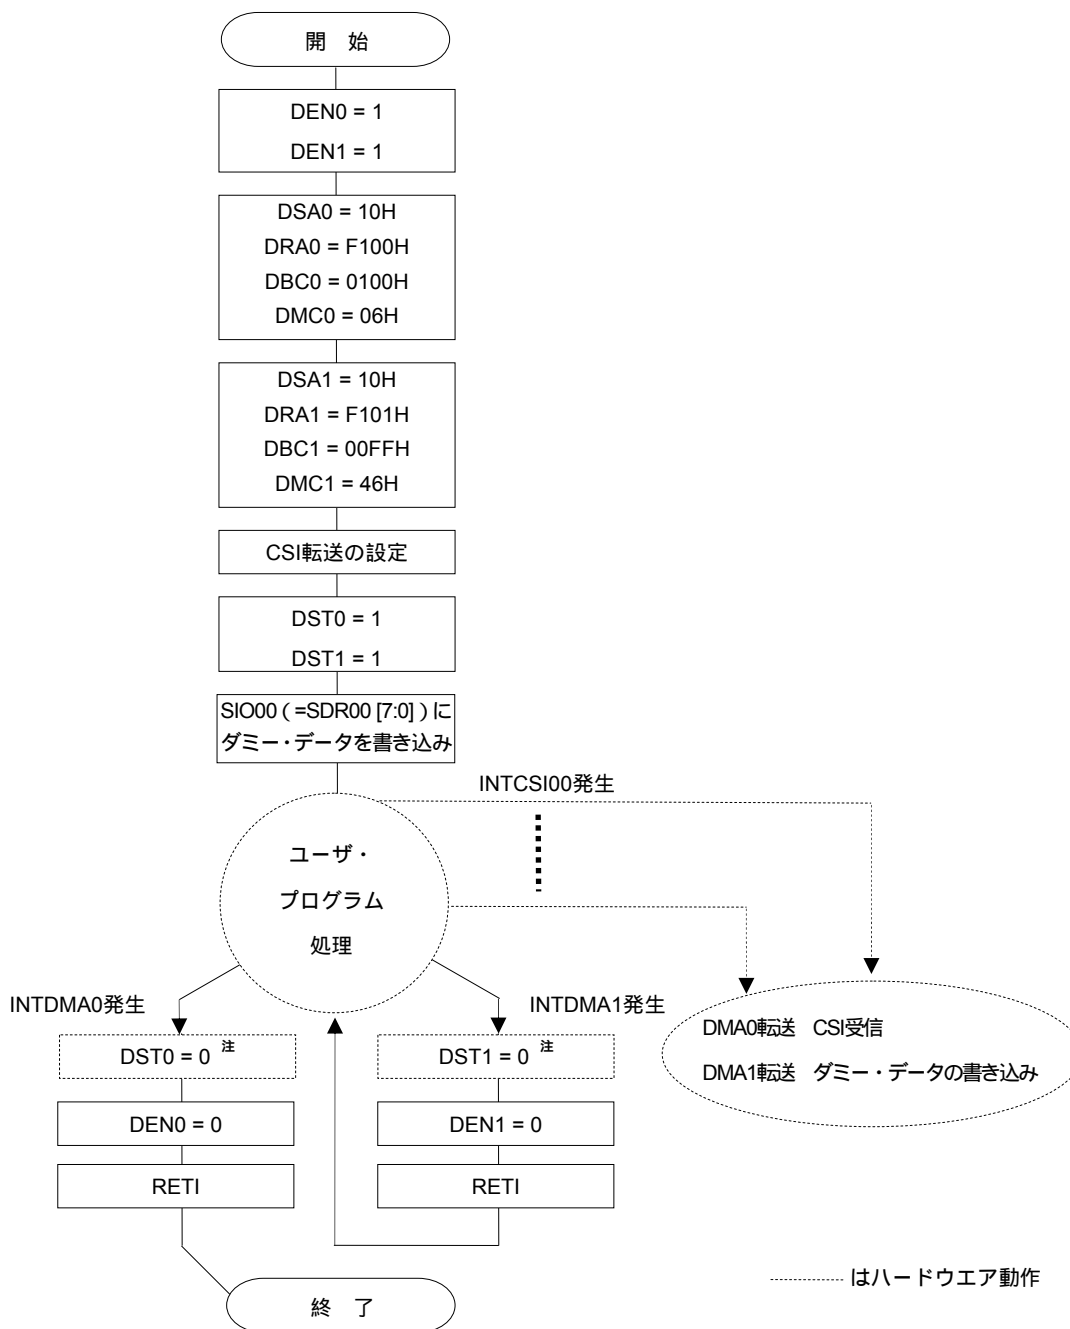 開 始
DEN0 = 1
DEN1 = 1
DSA0 = 10H
DRA0 = F100H
DBC0 = 0100H
DMC0 = 06H
DSA1 = 10H
DRA1 = F101H
DBC1 = 00FFH
DMC1 = 46H
CSI転送の設定
DST0 = 1
DST1 = 1
SIO00（=SDR00 [7:0]）に
ダミー・データを書き込み
INTCSI00発生
ユーザ・
プログラム
処理
INTDMA0発生
INTDMA1発生
DST0 = 0 注
DST1 = 0 注
DMA0転送 CSI受信
DMA1転送 ダミー・データの書き込み
DEN0 = 0
DEN1 = 0
RETI
RETI
はハードウエア動作
終 了